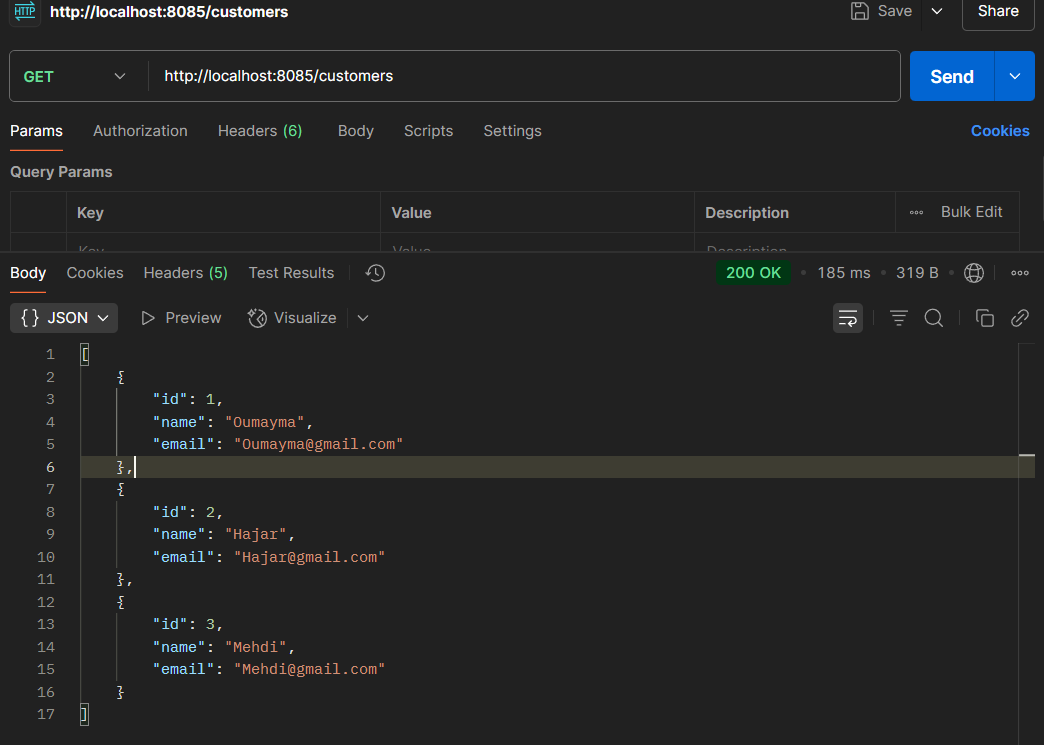 HTTP http://localhost:8085/customers Save Share
GET http://localhost:8085/customers Send
Params Authorization Headers (6) Body Scripts Settings Cookies
Query Params
Key Value Description Bulk Edit
Key Value Description
Body Cookies Headers (5) Test Results 200 OK • 185 ms • 319 B •
{} JSON Preview Visualize
1 [
2 {
3 "id": 1,
4 "name": "Oumayma",
5 "email": "Oumayma@gmail.com"
6 },
7 {
8 "id": 2,
9 "name": "Hajar",
10 "email": "Hajar@gmail.com"
11 },
12 {
13 "id": 3,
14 "name": "Mehdi",
15 "email": "Mehdi@gmail.com"
16 }
17 ]